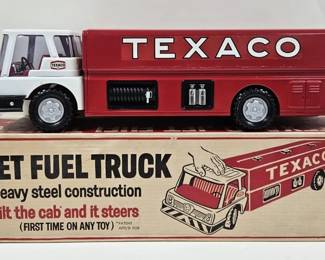 TEXACO
TEXACO
ET FUEL TRUCK
eavy steel construction
ilt the cab and it steers
(FIRST TIME ON ANY TOY)
TEXACO